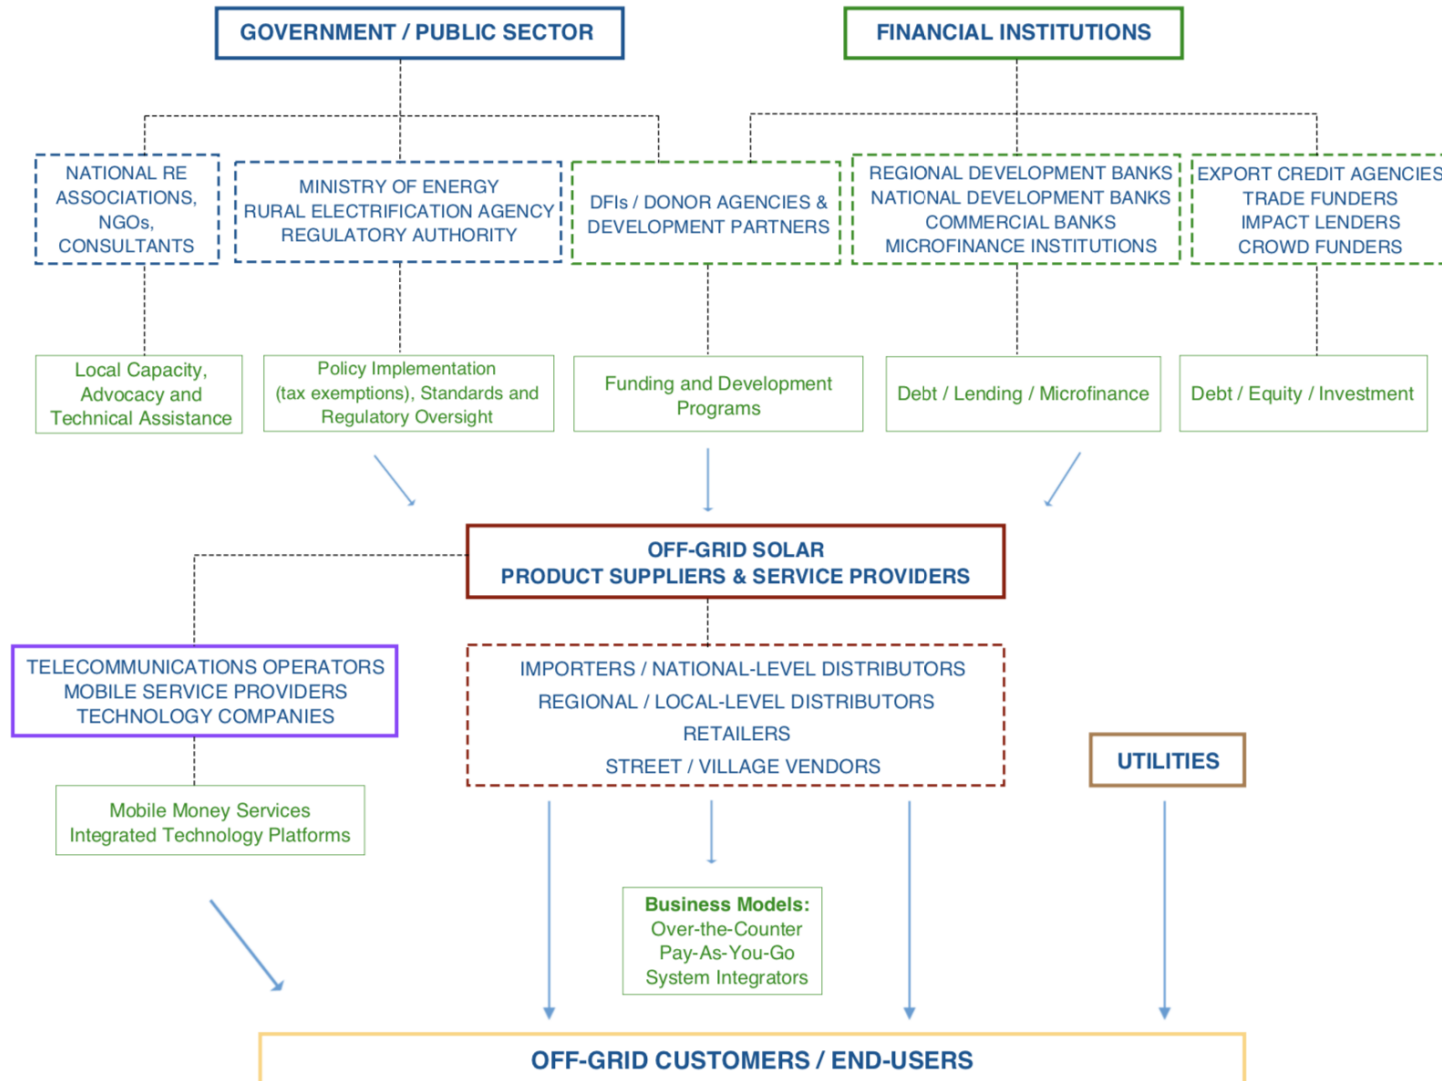 GOVERNMENT / PUBLIC SECTOR
FINANCIAL INSTITUTIONS
NATIONAL RE
ASSOCIATIONS,
NGOs,
CONSULTANTS
MINISTRY OF ENERGY
RURAL ELECTRIFICATION AGENCY
REGULATORY AUTHORITY
DFIs / DONOR AGENCIES &
DEVELOPMENT PARTNERS
REGIONAL DEVELOPMENT BANKS
NATIONAL DEVELOPMENT BANKS
COMMERCIAL BANKS
MICROFINANCE INSTITUTIONS
EXPORT CREDIT AGENCIES
TRADE FUNDERS
IMPACT LENDERS
CROWD FUNDERS
Local Capacity,
Advocacy and
Technical Assistance
Policy Implementation
(tax exemptions), Standards and
Regulatory Oversight
Funding and Development
Programs
Debt / Lending / Microfinance
Debt / Equity / Investment
OFF-GRID SOLAR
PRODUCT SUPPLIERS & SERVICE PROVIDERS
TELECOMMUNICATIONS OPERATORS
MOBILE SERVICE PROVIDERS
TECHNOLOGY COMPANIES
IMPORTERS / NATIONAL-LEVEL DISTRIBUTORS
REGIONAL / LOCAL-LEVEL DISTRIBUTORS
RETAILERS
STREET / VILLAGE VENDORS
UTILITIES
Mobile Money Services
Integrated Technology Platforms
Business Models:
Over-the-Counter
Pay-As-You-Go
System Integrators
OFF-GRID CUSTOMERS / END-USERS